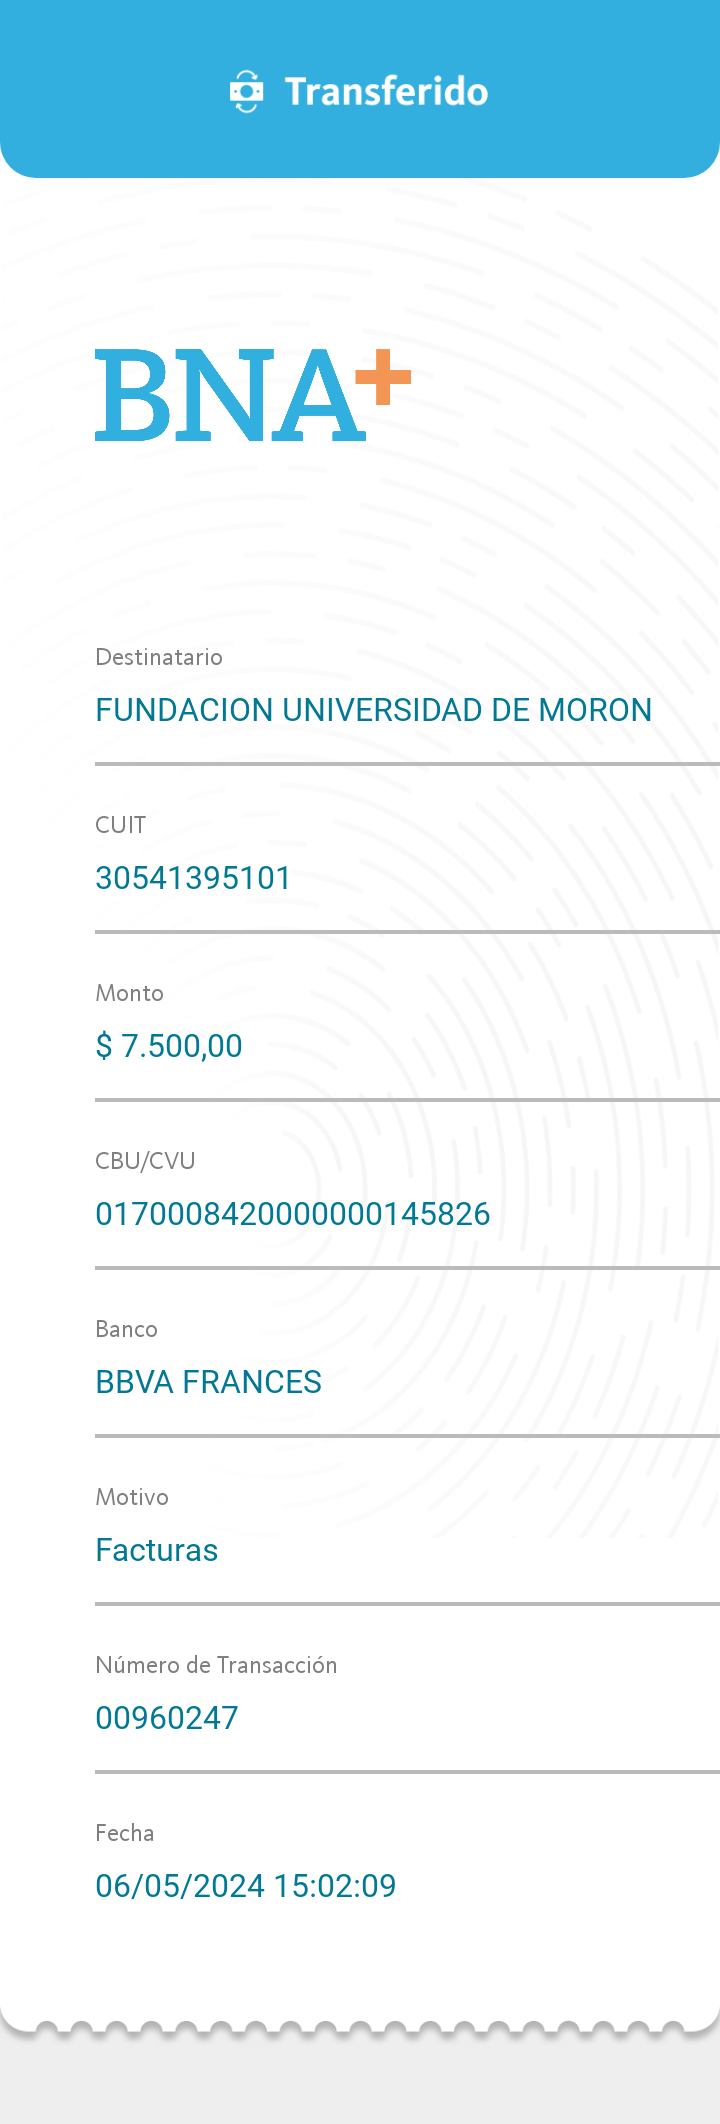 Transferido
BNA+
Destinatario
FUNDACION UNIVERSIDAD DE MORON
CUIT
30541395101
Monto
$ 7.500,00
CBU/CVU
0170008420000000145826
Banco
BBVA FRANCES
Motivo
Facturas
Número de Transacción
00960247
Fecha
06/05/2024 15:02:09